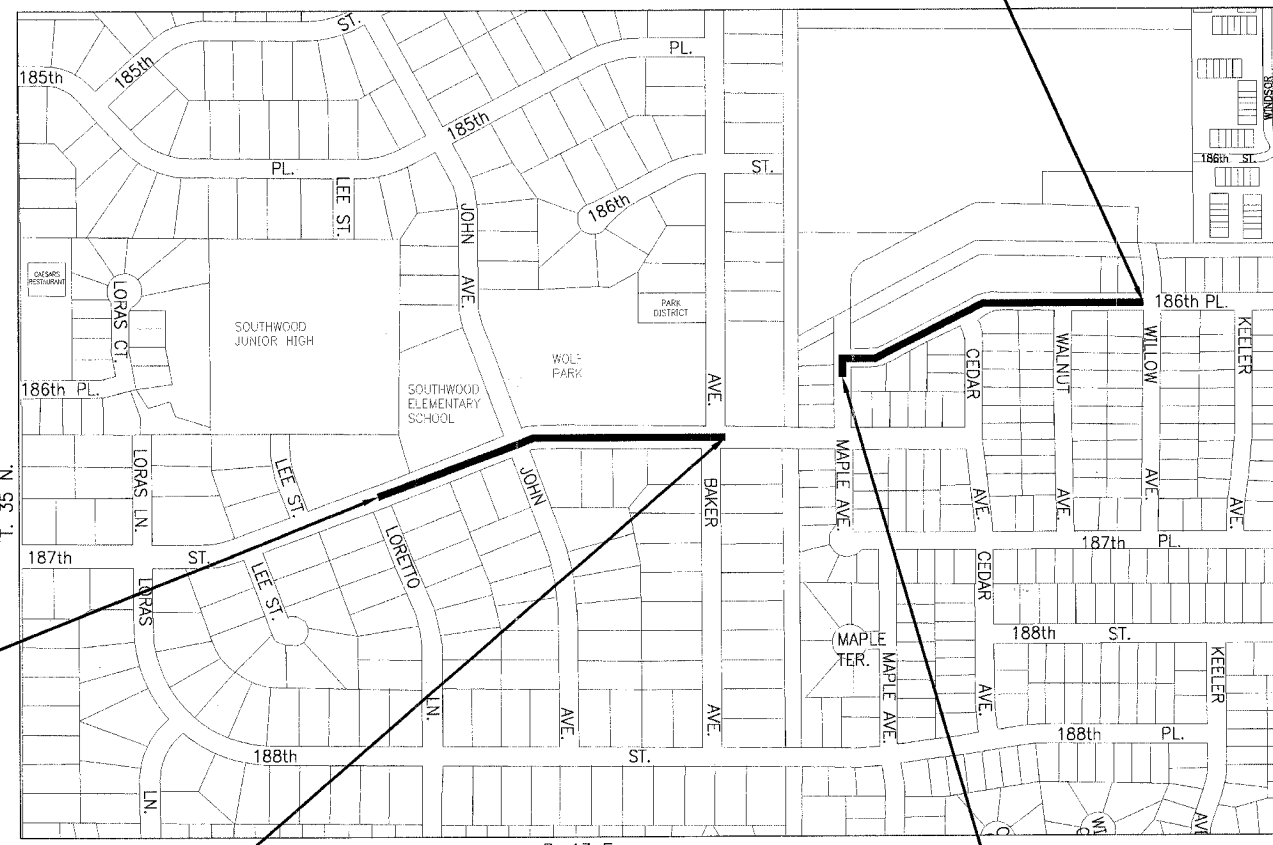 ST.
PL.
185th
185th
185th
WINDSOR
186th ST.
PL.
LEE ST.
ST.
186th
JOHN
AVE.
CAESARS
RESTAURANT
LORAS CT.
PARK
DISTRICT
186th PL.
SOUTHWOOD
JUNIOR HIGH
WOLF
PARK
CEDAR
WALNUT
WILLOW
KEELER
186th PL.
SOUTHWOOD
ELEMENTARY
SCHOOL
AVE.
LORAS LN.
LEE ST.
JOHN
BAKER
MAPLE AVE.
AVE.
AVE.
AVE.
AVE.
T. 35 N.
187th
ST.
LORETTO
187th
PL.
LORAS
LEE ST.
CEDAR
MAPLE
TER.
188th
ST.
MAPLE AVE.
KEELER
LN.
AVE.
AVE.
AVE.
188th
ST.
188th
PL.
LN.
AVE